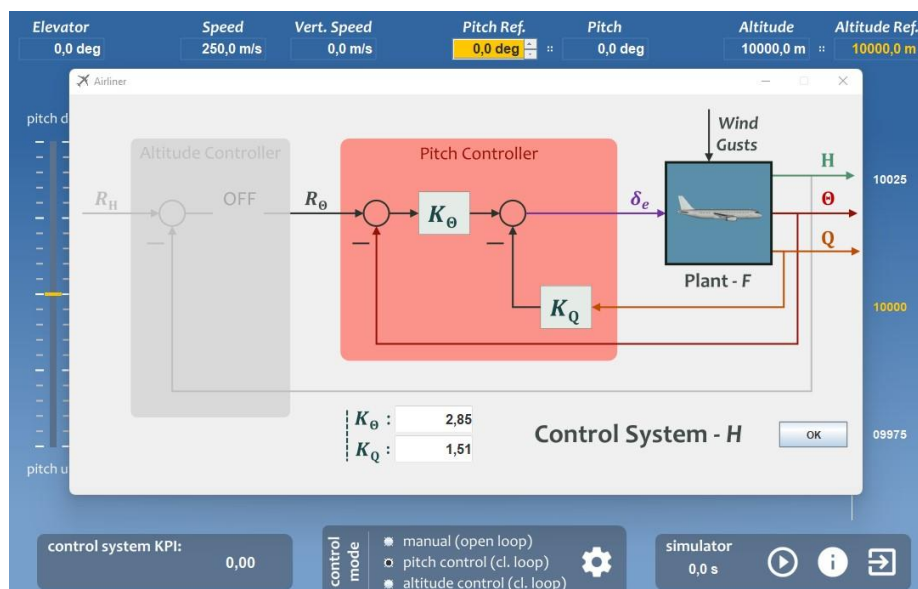 Elevator Speed Vert. Speed Pitch Ref. Pitch Altitude Altitude Ref.
0,0 deg 250,0 m/s 0,0 m/s 0,0 deg :: 0,0 deg 10000,0 m :: 10000,0 m
Airliner
pitch d
Altitude Controller
Pitch Controller
Wind
Gusts
H
10025
R_H
OFF
R_Θ
K_Θ
δ_e
Θ
Q
Plant - F
10000
K_Q
K_Θ : 2,85
K_Q : 1,51
Control System - H
OK
09975
pitch u
control system KPI:
0,00
control
mode
manual (open loop)
pitch control (cl. loop)
altitude control (cl. loop)
simulator
0,0 s
i